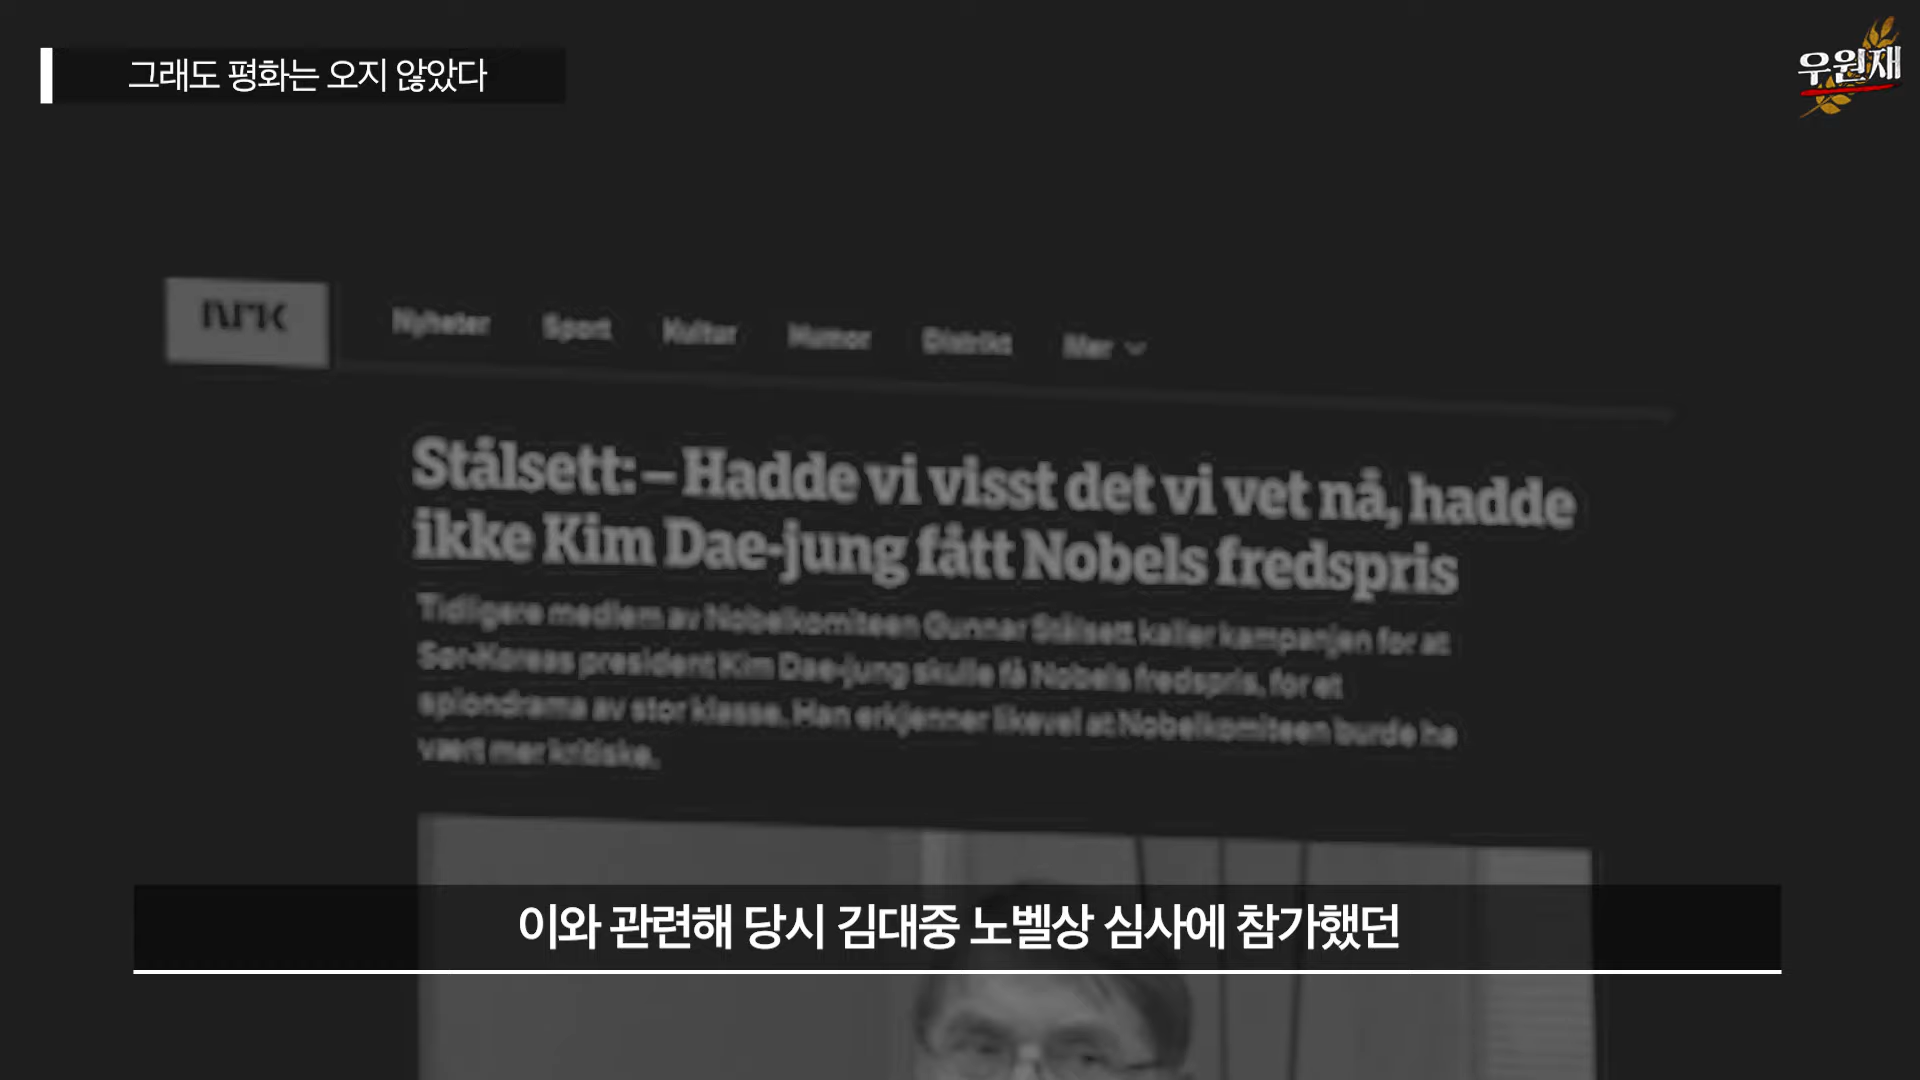 그래도 평화는 오지 않았다
우원재
NRK
Nyheter Sport Kultur Humor Distrikt Mer
Stålsett: – Hadde vi visst det vi vet nå, hadde
ikke Kim Dae-jung fått Nobels fredspris
Tidligere medlem av Nobelkomiteen Gunnar Stålsett kaller kampanjen for at
Sør-Koreas president Kim Dae-jung skulle få Nobels fredspris, for et
spiondrama av stor klasse. Han erkjenner likevel at Nobelkomiteen burde ha
vært mer kritiske.
이와 관련해 당시 김대중 노벨상 심사에 참가했던